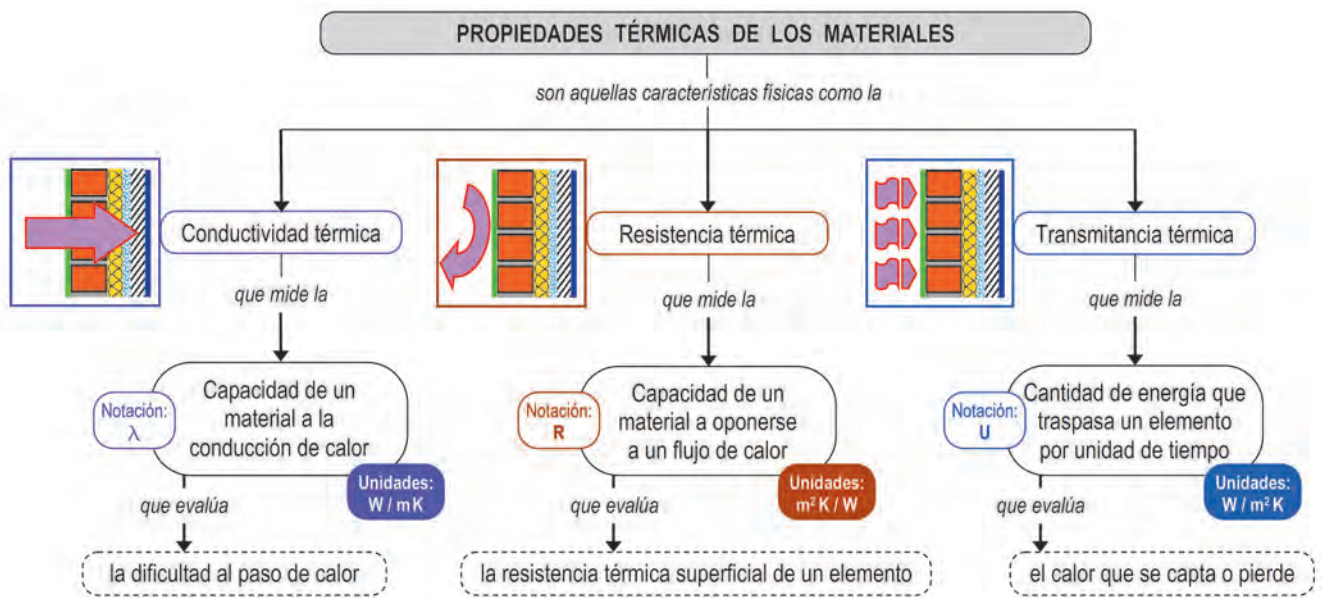 PROPIEDADES TÉRMICAS DE LOS MATERIALES
son aquellas características físicas como la
Conductividad térmica
Resistencia térmica
Transmitancia térmica
que mide la
que mide la
que mide la
Notación:
λ
Capacidad de un
material a la
conducción de calor
Unidades:
W / m K
Notación:
R
Capacidad de un
material a oponerse
a un flujo de calor
Unidades:
m² K / W
Notación:
U
Cantidad de energía que
traspasa un elemento
por unidad de tiempo
Unidades:
W / m² K
que evalúa
que evalúa
que evalúa
la dificultad al paso de calor
la resistencia térmica superficial de un elemento
el calor que se capta o pierde